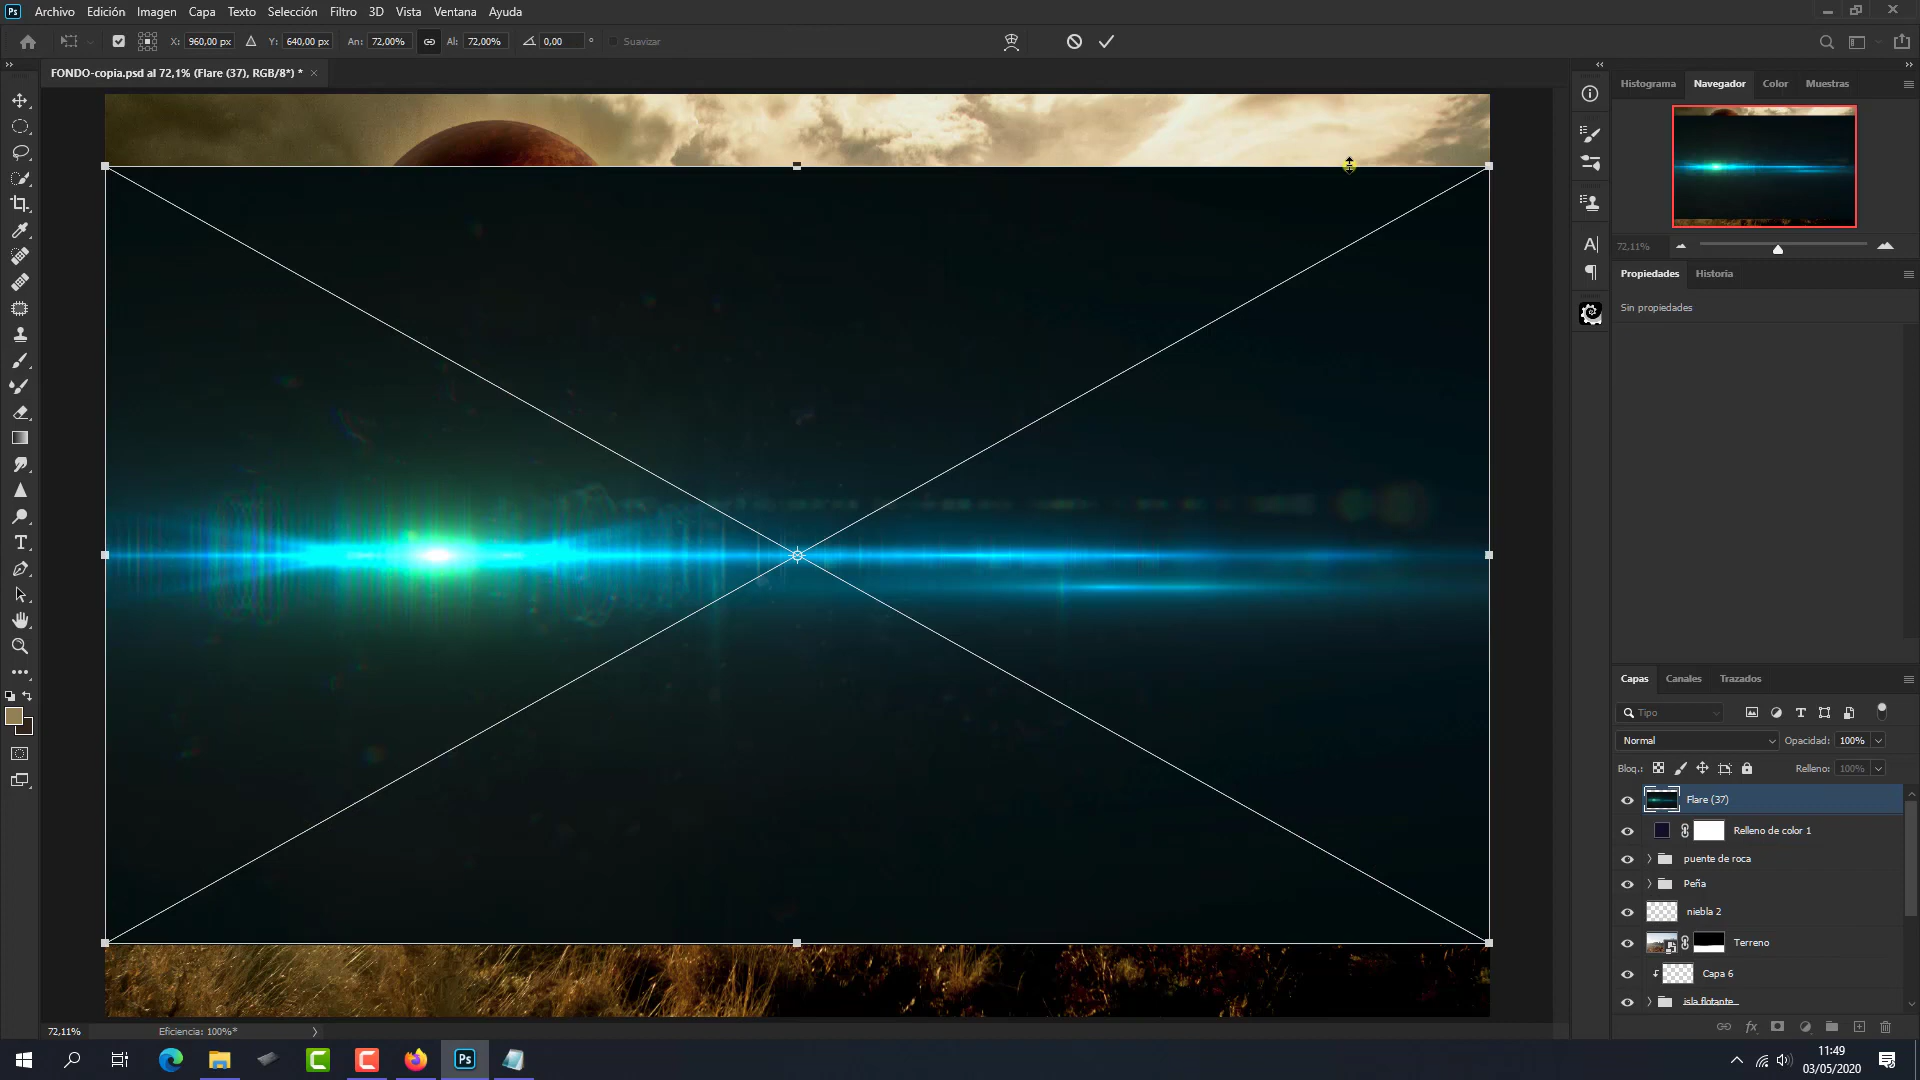 Ps Archivo Edición Imagen Capa Texto Selección Filtro 3D Vista Ventana Ayuda
X: 960,00 px Y: 640,00 px An: 72,00% Al: 72,00% 0,00 ° Suavizar
FONDO-copia.psd al 72,1% (Flare (37), RGB/8*) * ×
Histograma Navegador Color Muestras
72,11%
Propiedades Historia
Sin propiedades
Capas Canales Trazados
Tipo
Normal Opacidad: 100%
Bloq.: Relleno: 100%
Flare (37)
Relleno de color 1
puente de roca
Peña
niebla 2
Terreno
Capa 6
isla flotante
fx
72,11% Eficiencia: 100%*
Ps
11:49
03/05/2020